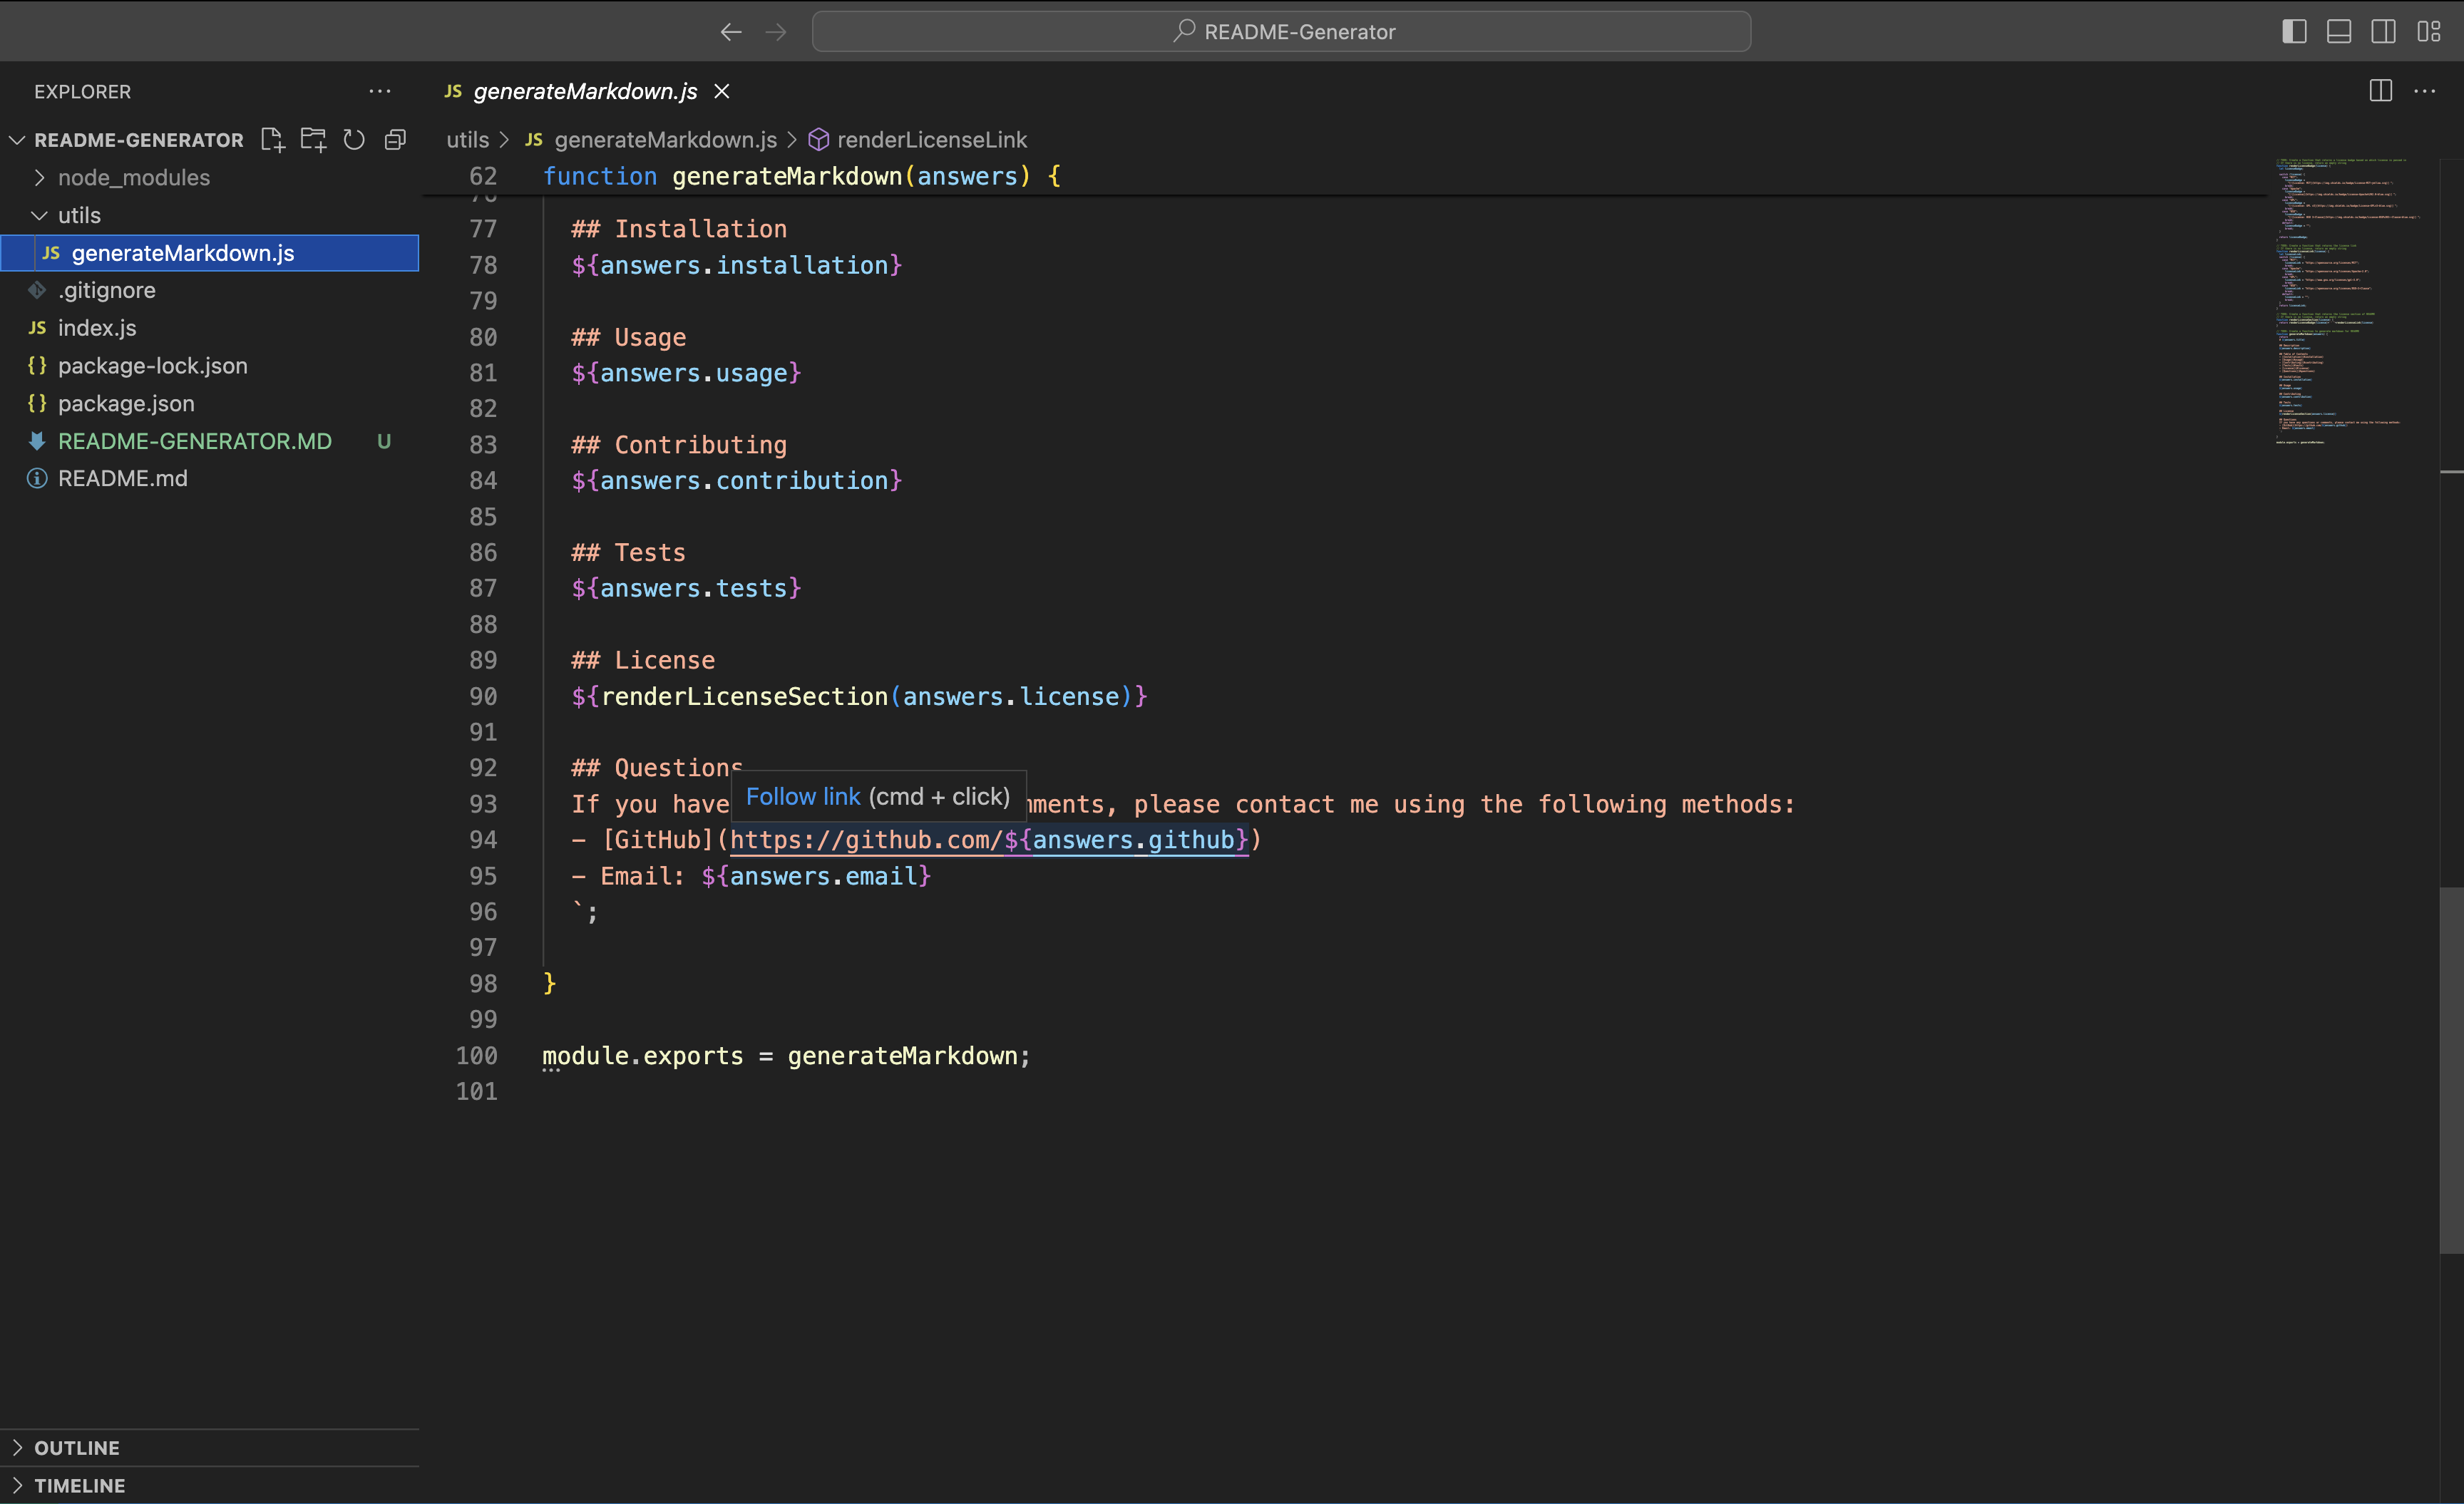 README-Generator
EXPLORER
JS generateMarkdown.js
README-GENERATOR
utils > JS generateMarkdown.js > renderLicenseLink
node_modules
utils
JS generateMarkdown.js
.gitignore
JS index.js
{} package-lock.json
{} package.json
README-GENERATOR.MD U
README.md
OUTLINE
TIMELINE
62 function generateMarkdown(answers) {
77 ## Installation
78 ${answers.installation}
79
80 ## Usage
81 ${answers.usage}
82
83 ## Contributing
84 ${answers.contribution}
85
86 ## Tests
87 ${answers.tests}
88
89 ## License
90 ${renderLicenseSection(answers.license)}
91
92 ## Questions
Follow link (cmd + click)
93 If you have mments, please contact me using the following methods:
94 - [GitHub](https://github.com/${answers.github})
95 - Email: ${answers.email}
96 `;
97
98 }
99
100 module.exports = generateMarkdown;
101